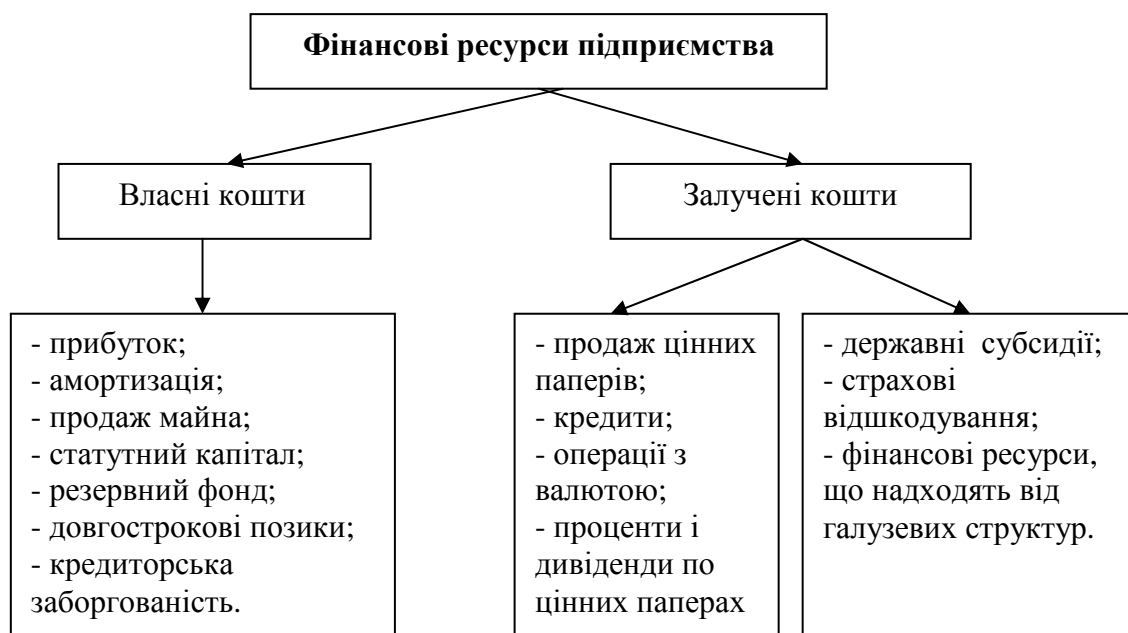 Фінансові ресурси підприємства
Власні кошти
Залучені кошти
- прибуток;
- амортизація;
- продаж майна;
- статутний капітал;
- резервний фонд;
- довгострокові позики;
- кредиторська
заборгованість.
- продаж цінних
паперів;
- кредити;
- операції з
валютою;
- проценти і
дивіденди по
цінних паперах
- державні субсидії;
- страхові
відшкодування;
- фінансові ресурси,
що надходять від
галузевих структур.